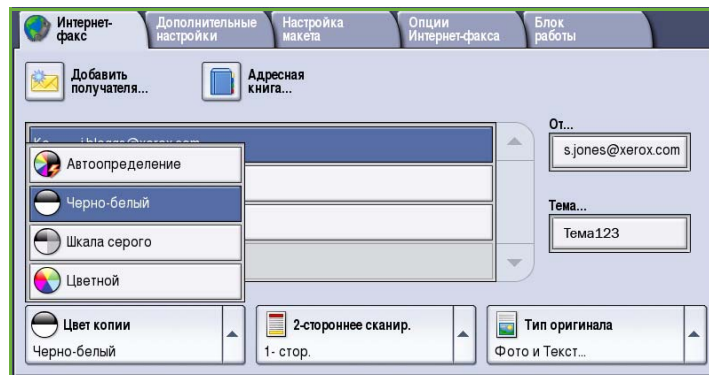 Интернет-
факс
Дополнительные
настройки
Настройка
макета
Опции
Интернет-факса
Блок
работы
Добавить
получателя...
Адресная
книга...
От...
s.jones@xerox.com
Автоопределение
Черно-белый
Шкала серого
Цветной
Тема...
Тема123
Цвет копии
Черно-белый
2-стороннее сканир.
1- стор.
Тип оригинала
Фото и Текст...